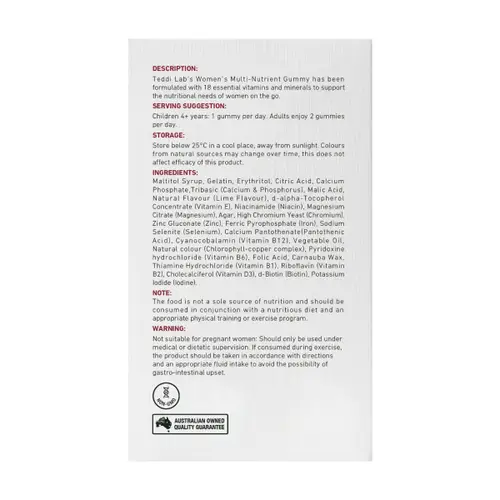 DESCRIPTION:
Teddi Lab's Women's Multi-Nutrient Gummy has been
formulated with 18 essential vitamins and minerals to support
the nutritional needs of women on the go.
SERVING SUGGESTION:
Children 4+ years: 1 gummy per day. Adults enjoy 2 gummies
per day.
STORAGE:
Store below 25°C in a cool place, away from sunlight. Colours
from natural sources may change over time, this does not
affect efficacy of this product.
INGREDIENTS:
Maltitol Syrup, Gelatin, Erythritol, Citric Acid, Calcium
Phosphate,Tribasic (Calcium & Phosphorus), Malic Acid,
Natural Flavour (Lime Flavour), d-alpha-Tocopherol
Concentrate (Vitamin E), Niacinamide (Niacin), Magnesium
Citrate (Magnesium), Agar, High Chromium Yeast (Chromium),
Zinc Gluconate (Zinc), Ferric Pyrophosphate (Iron), Sodium
Selenite (Selenium), Calcium Pantothenate(Pantothenic
Acid), Cyanocobalamin (Vitamin B12), Vegetable Oil,
Natural colour (Chlorophyll-copper complex), Pyridoxine
hydrochloride (Vitamin B6), Folic Acid, Carnauba Wax,
Thiamine Hydrochloride (Vitamin B1), Riboflavin (Vitamin
B2), Cholecalciferol (Vitamin D3), d-Biotin (Biotin), Potassium
Iodide (Iodine).
NOTE:
The food is not a sole source of nutrition and should be
consumed in conjunction with a nutritious diet and an
appropriate physical training or exercise program.
WARNING:
Not suitable for pregnant women: Should only be used under
medical or dietetic supervision. If consumed during exercise,
the product should be taken in accordance with directions
and an appropriate fluid intake to avoid the possibility of
gastro-intestinal upset.
NON-GMO
AUSTRALIAN OWNED
QUALITY GUARANTEE